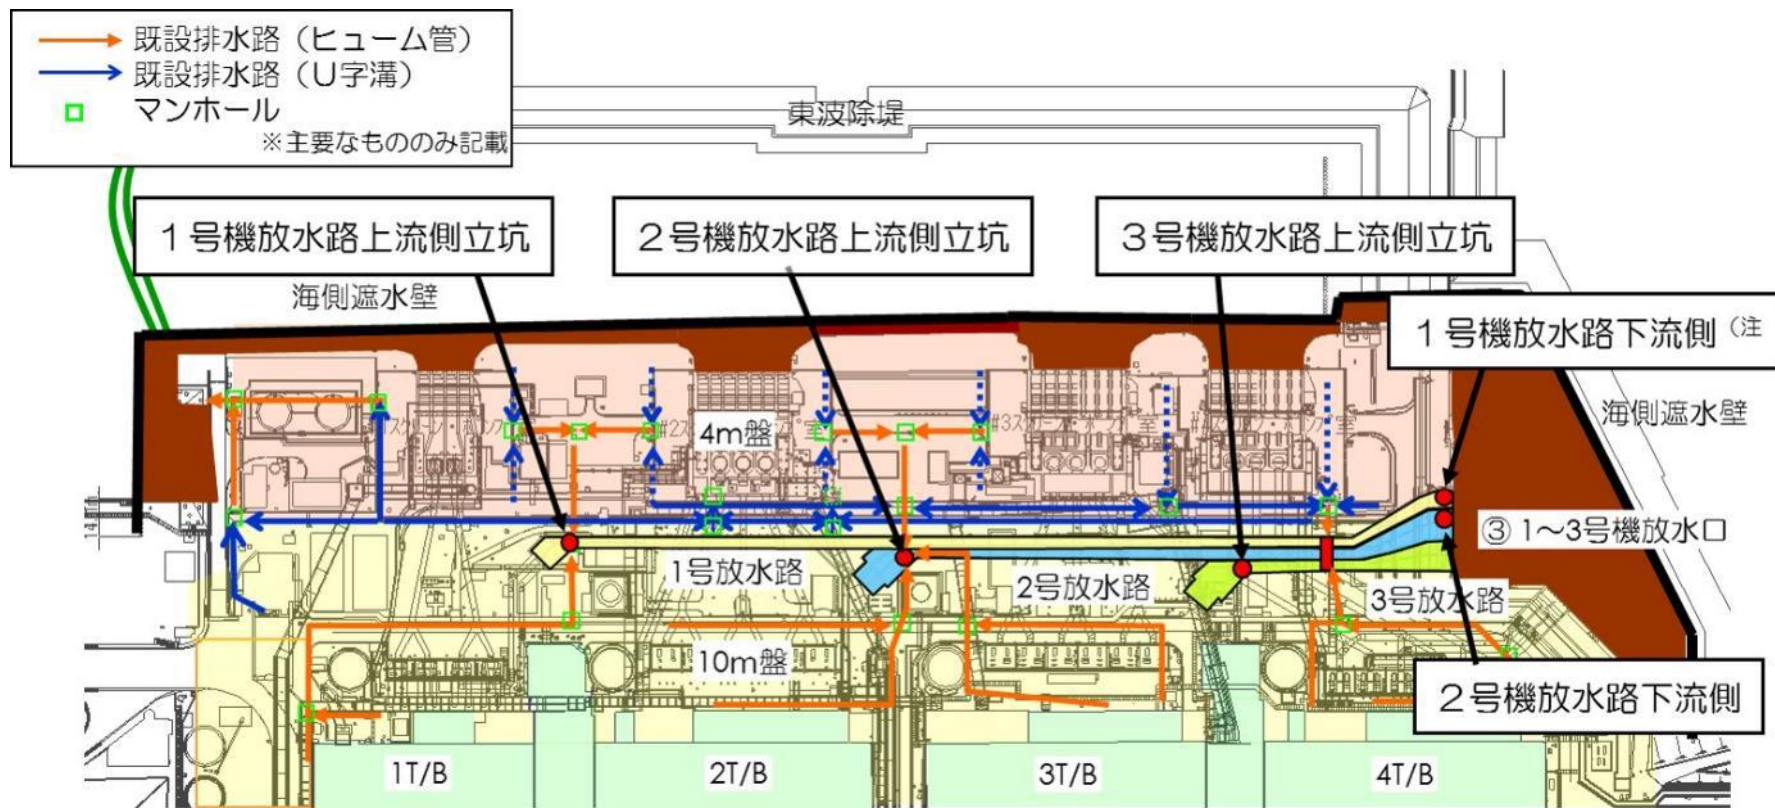 既設排水路（ヒューム管）
既設排水路（U字溝）
マンホール
※主要なもののみ記載
東波除堤
１号機放水路上流側立坑
２号機放水路上流側立坑
３号機放水路上流側立坑
海側遮水壁
１号機放水路下流側（注
海側遮水壁
4m盤
③ 1～3号機放水口
1号放水路
2号放水路
3号放水路
10m盤
２号機放水路下流側
1T/B
2T/B
3T/B
4T/B